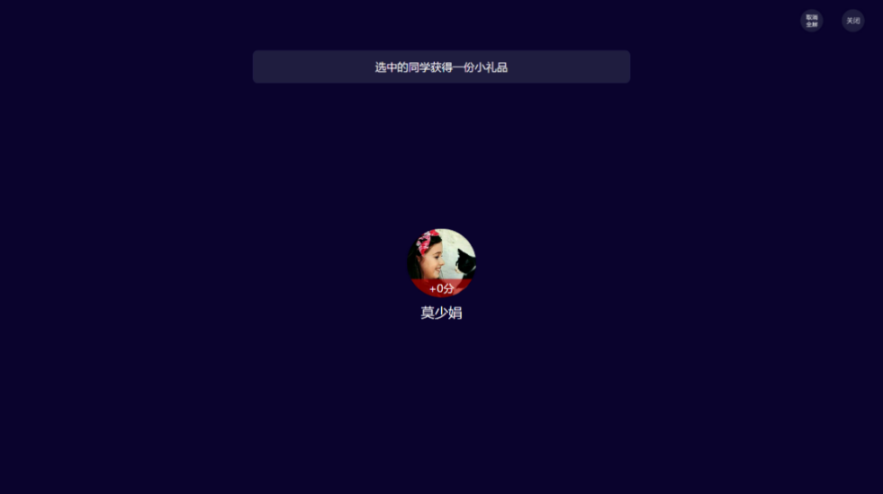 取消
全屏
关闭
选中的同学获得一份小礼品
+0分
莫少娟